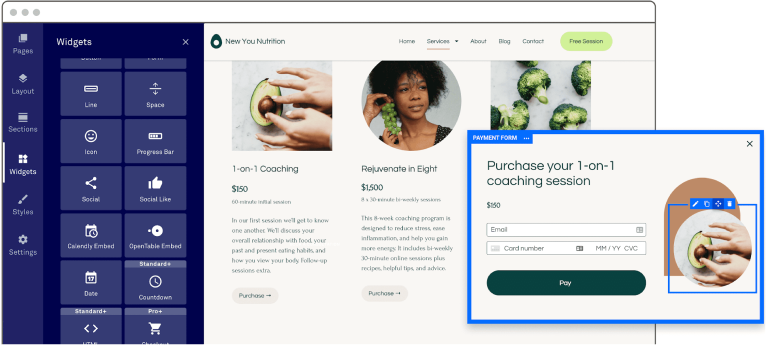 Pages
Layout
Sections
Widgets
Styles
Settings
Widgets
Button
Form
Line
Space
Icon
Progress Bar
Social
Social Like
Calendly Embed
OpenTable Embed
Date
Standard+
Countdown
Standard+
HTML
Pro+
Checkout
New You Nutrition
Home
Services
About
Blog
Contact
Free Session
1-on-1 Coaching
$150
60-minute initial session
In our first session we'll get to know
one another. We'll discuss your
overall relationship with food, your
past and present eating habits, and
how you view your body. Follow-up
sessions extra.
Purchase →
Rejuvenate in Eight
$1,500
8 x 30-minute bi-weekly sessions
This 8-week coaching program is
designed to reduce stress, ease
inflammation, and help you gain
more energy. It includes bi-weekly
30-minute online sessions plus
recipes, helpful tips, and advice.
Purchase →
PAYMENT FORM
Purchase your 1-on-1
coaching session
$150
Email
Card number
MM / YY CVC
Pay